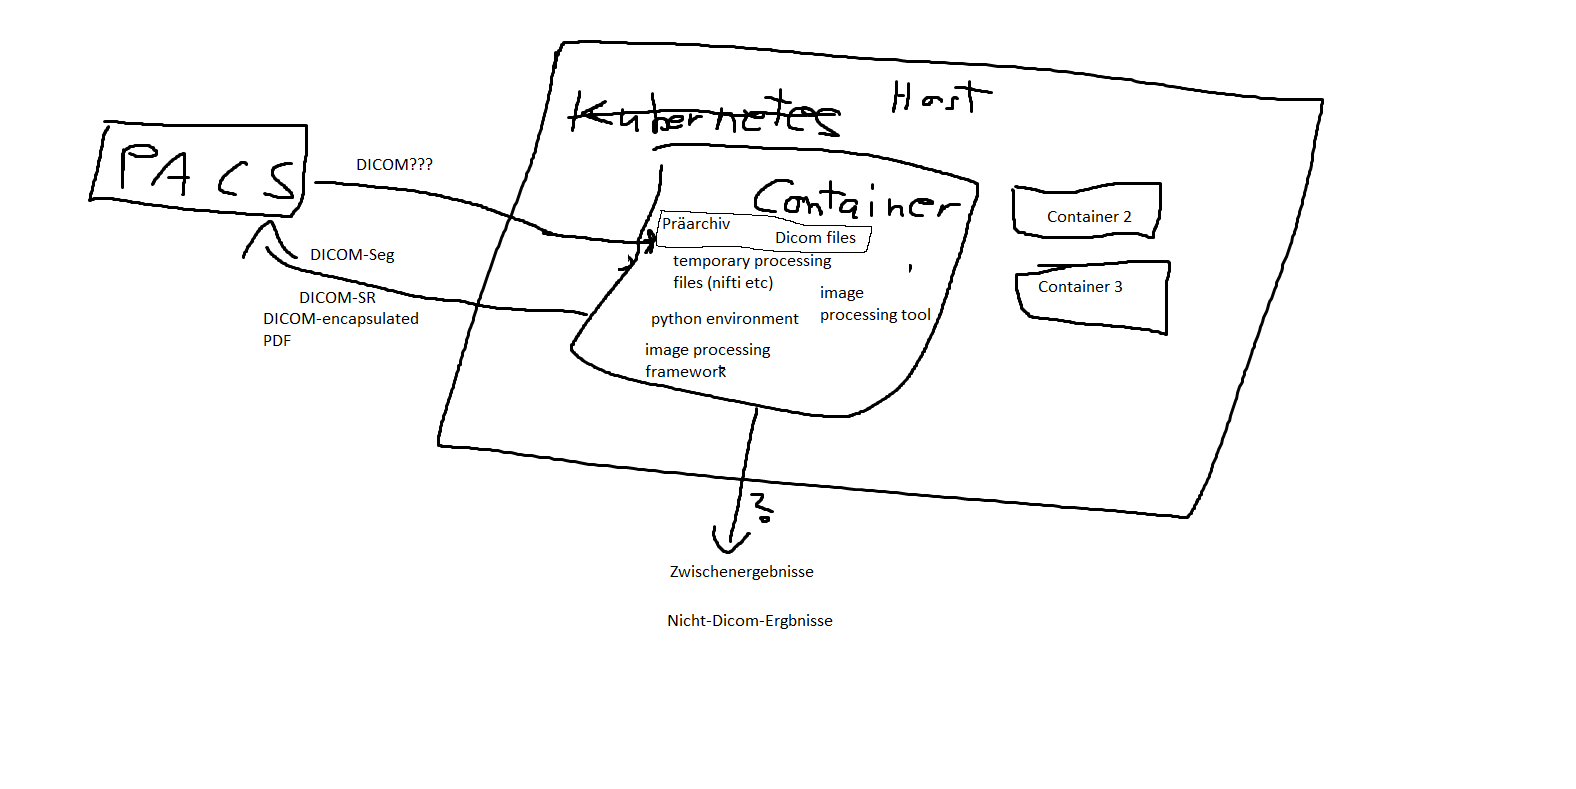 Kubernetes
Host
PACS
DICOM???
Container
Präarchiv
Dicom files
temporary processing
files (nifti etc)
image
processing tool
python environment
image processing
framework
Container 2
Container 3
DICOM-Seg
DICOM-SR
DICOM-encapsulated
PDF
?
Zwischenergebnisse
Nicht-Dicom-Ergbnisse